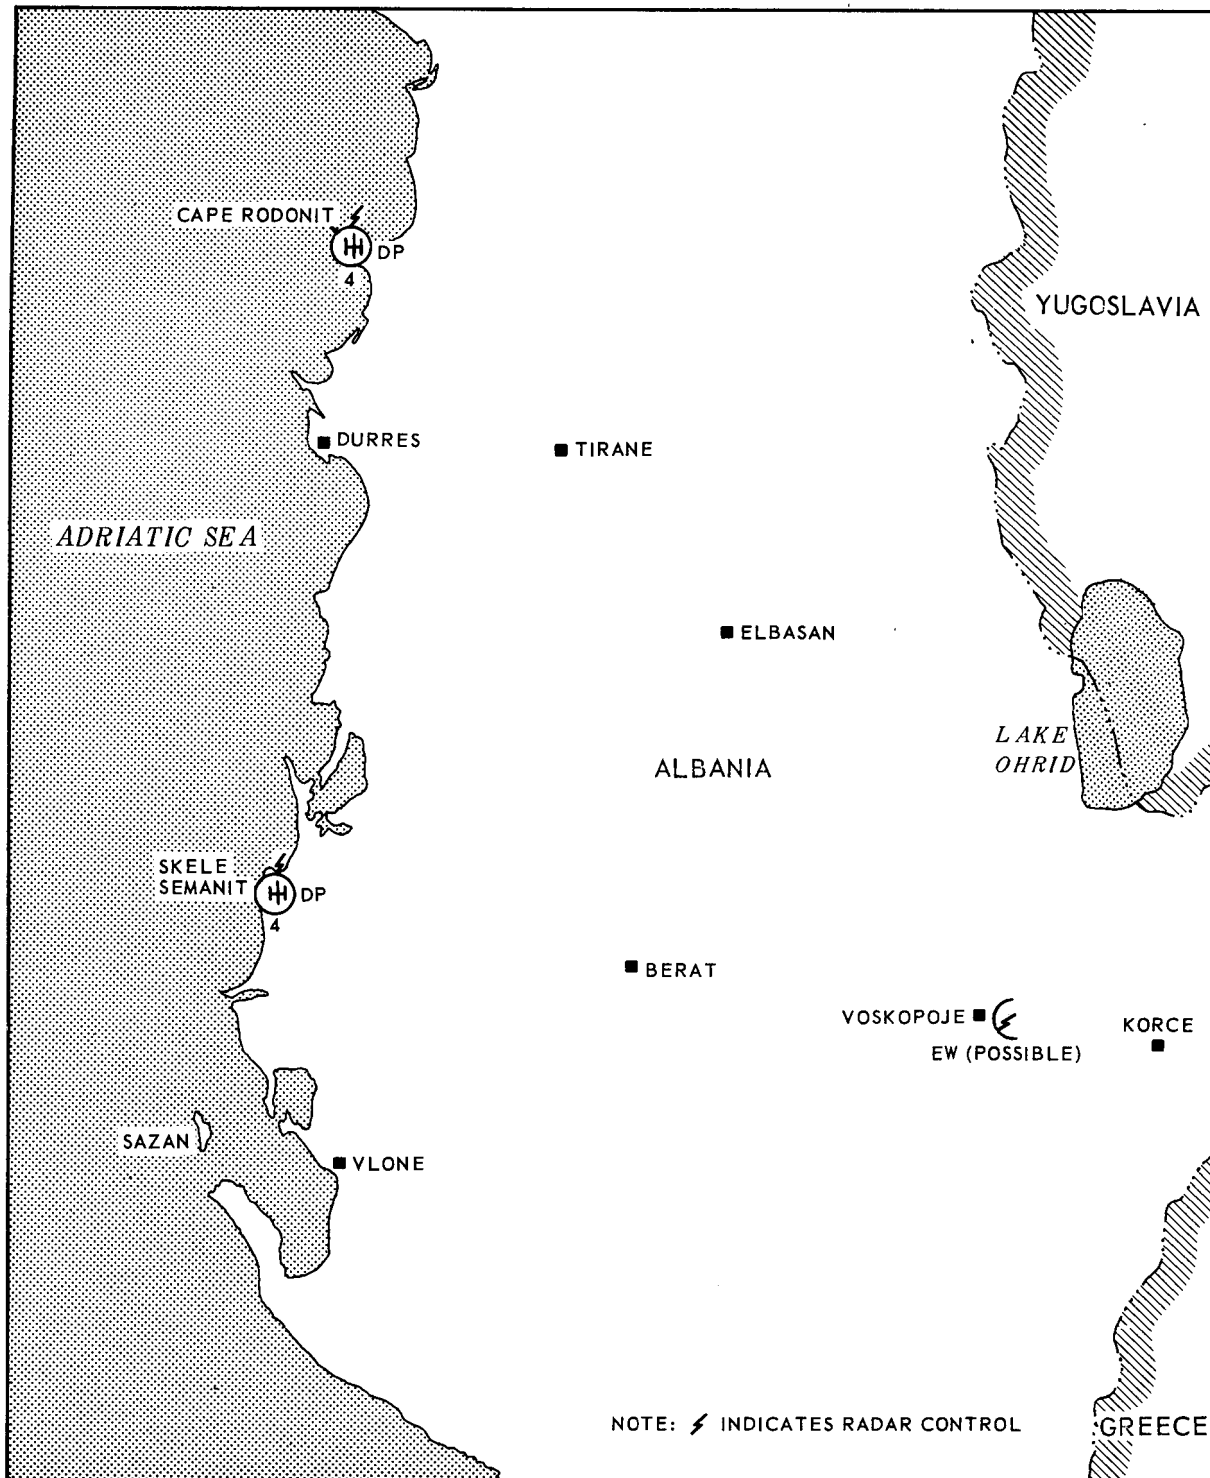 CAPE RODONIT
DP
4
YUGOSLAVIA
DURRES
TIRANE
ADRIATIC SEA
ELBASAN
LAKE
OHRID
ALBANIA
SKELE
SEMANIT
DP
4
BERAT
VOSKOPOJE
EW (POSSIBLE)
KORCE
SAZAN
VLONE
NOTE: INDICATES RADAR CONTROL
GREECE